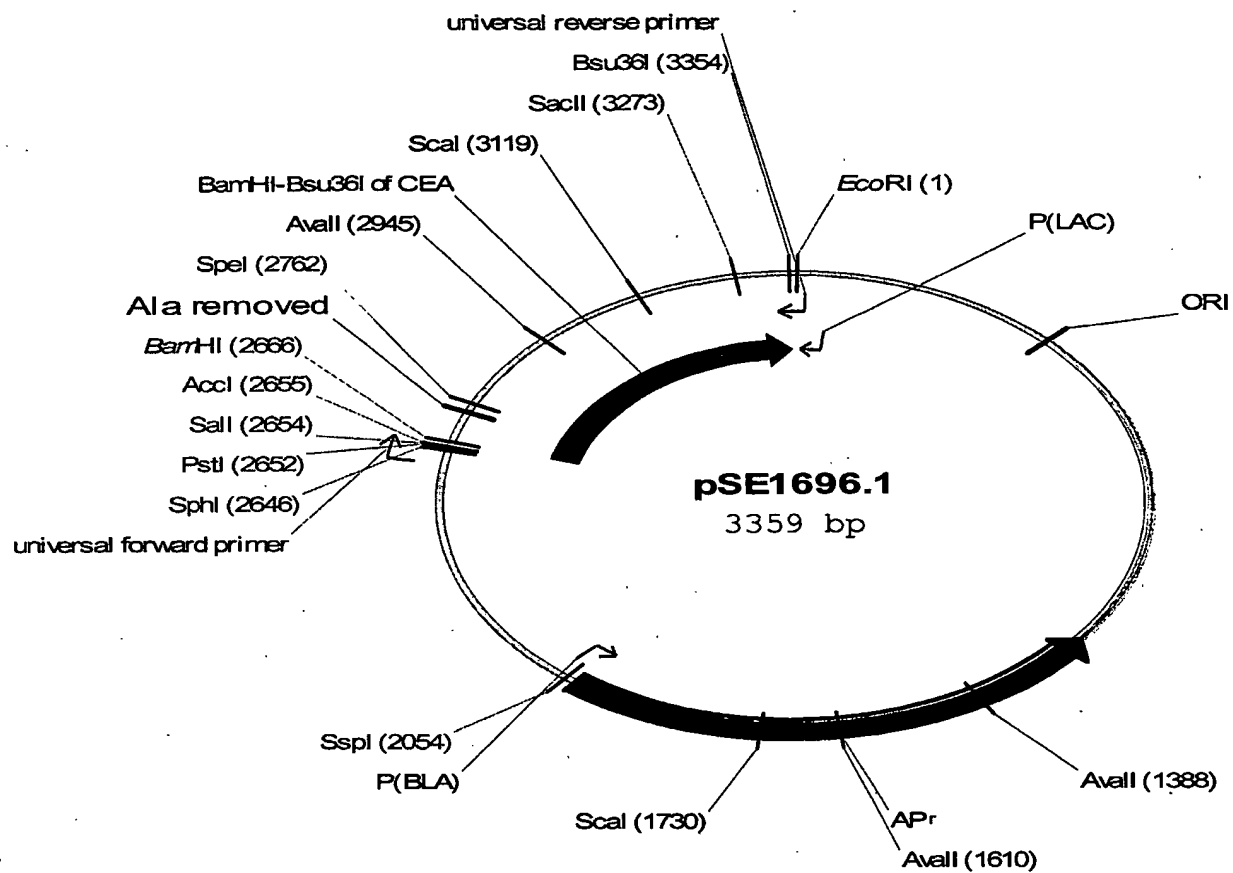 universal reverse primer
Bsu36I (3354)
SacII (3273)
ScaI (3119)
BamHI-Bsu36I of CEA
EcoRI (1)
AvaII (2945)
P(LAC)
SpeI (2762)
Ala removed
ORI
BamHI (2666)
AccI (2655)
SalI (2654)
PstI (2652)
SphI (2646)
pSE1696.1
3359 bp
universal forward primer
SspI (2054)
P(BLA)
AvaII (1388)
ScaI (1730)
APr
AvaII (1610)